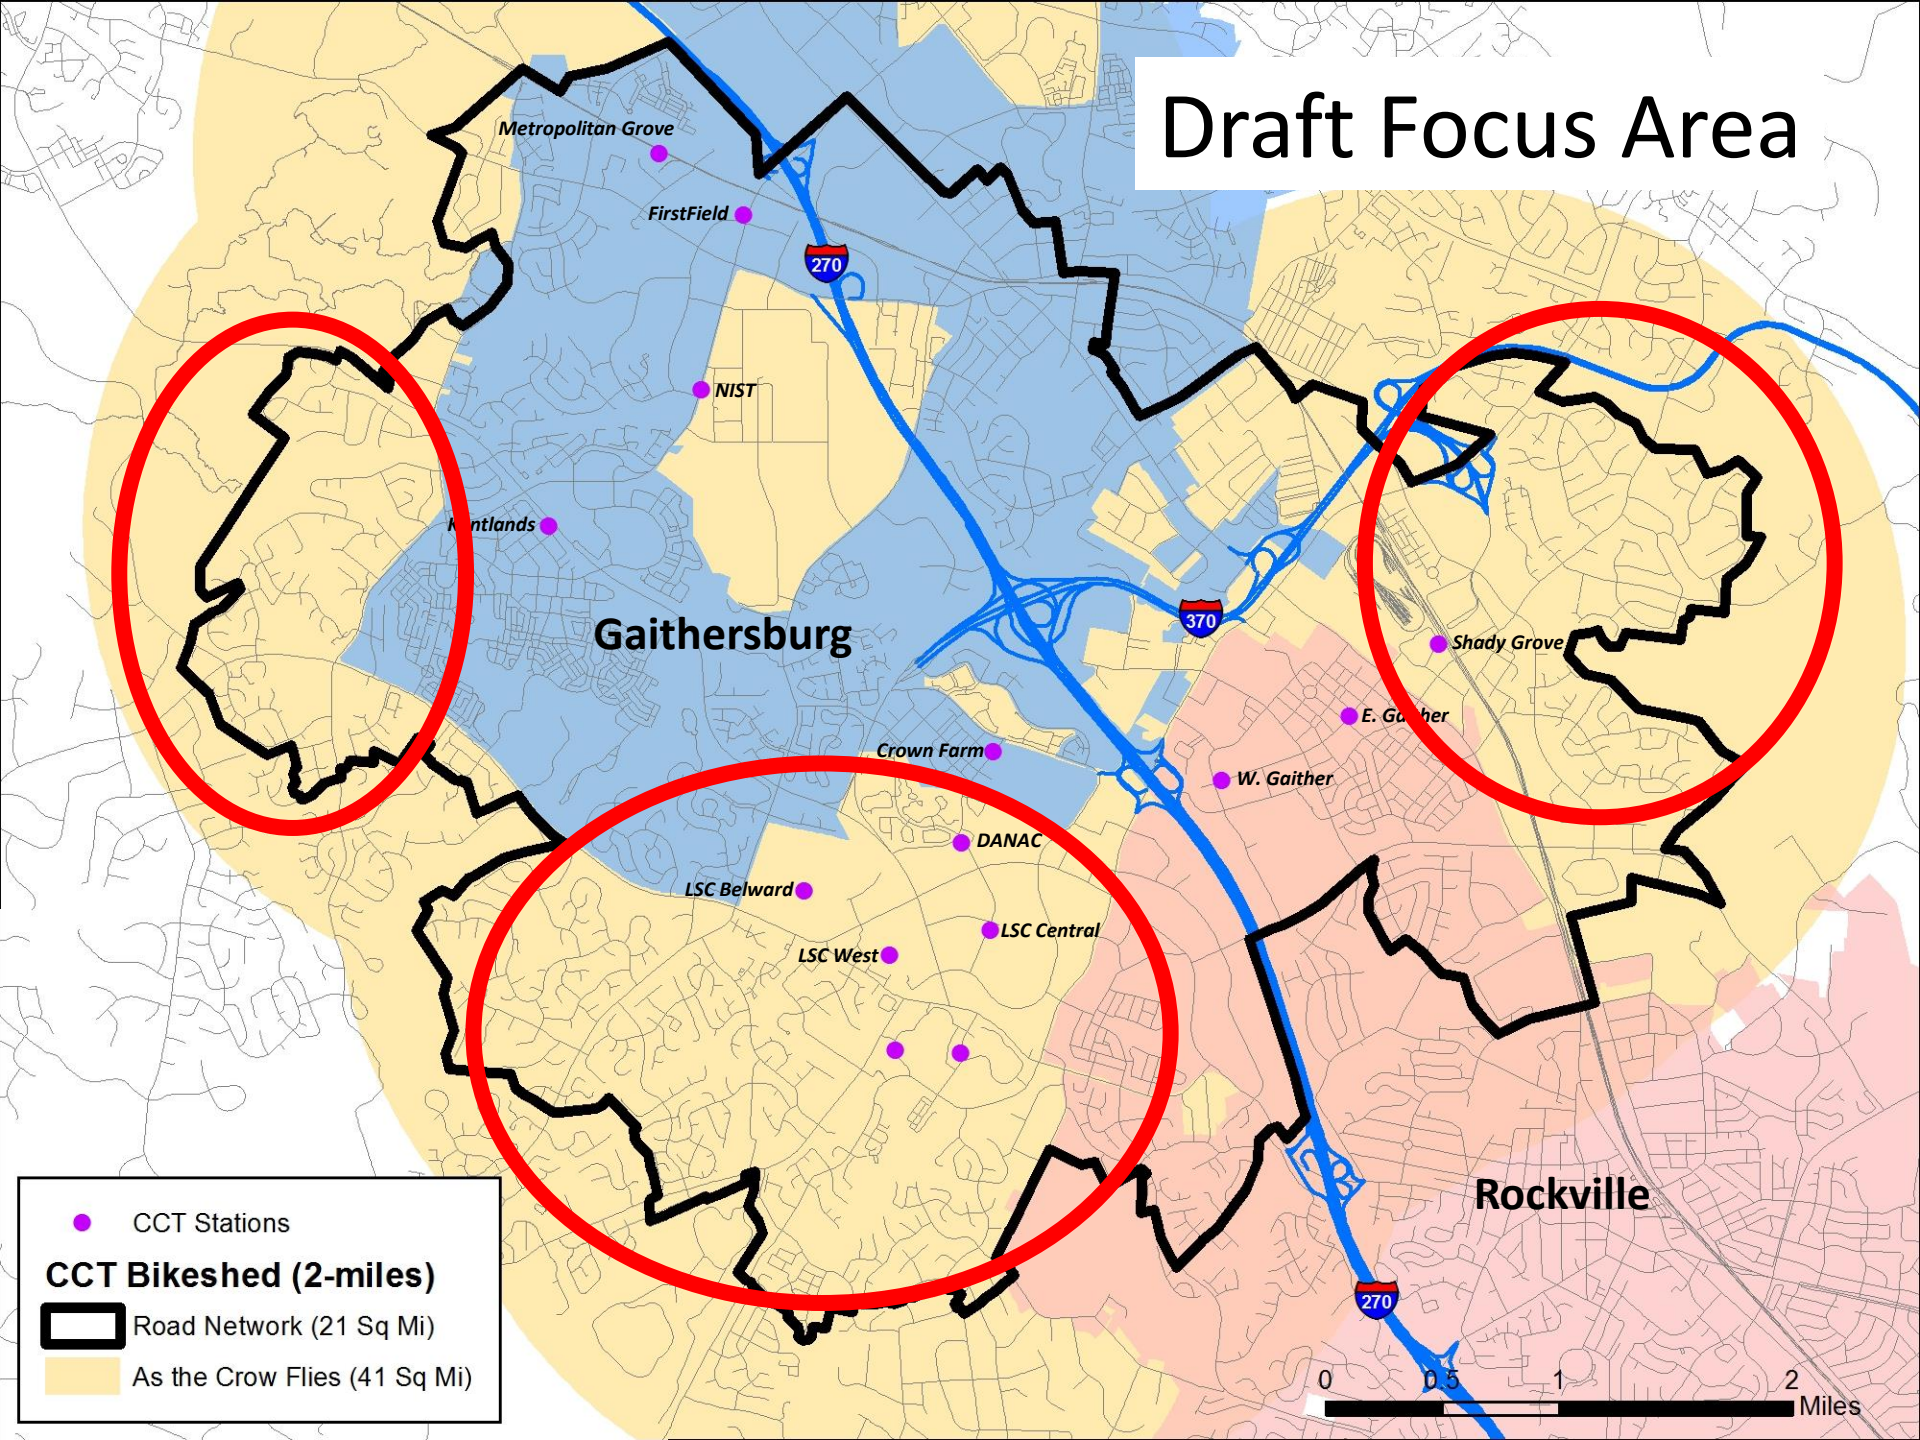 Draft Focus Area
Metropolitan Grove
FirstField
270
NIST
Kentlands
Gaithersburg
370
Shady Grove
E. Gaither
Crown Farm
W. Gaither
DANAC
LSC Belward
LSC Central
LSC West
Rockville
270
CCT Stations
CCT Bikeshed (2-miles)
Road Network (21 Sq Mi)
As the Crow Flies (41 Sq Mi)
0 0.5 1 2
Miles